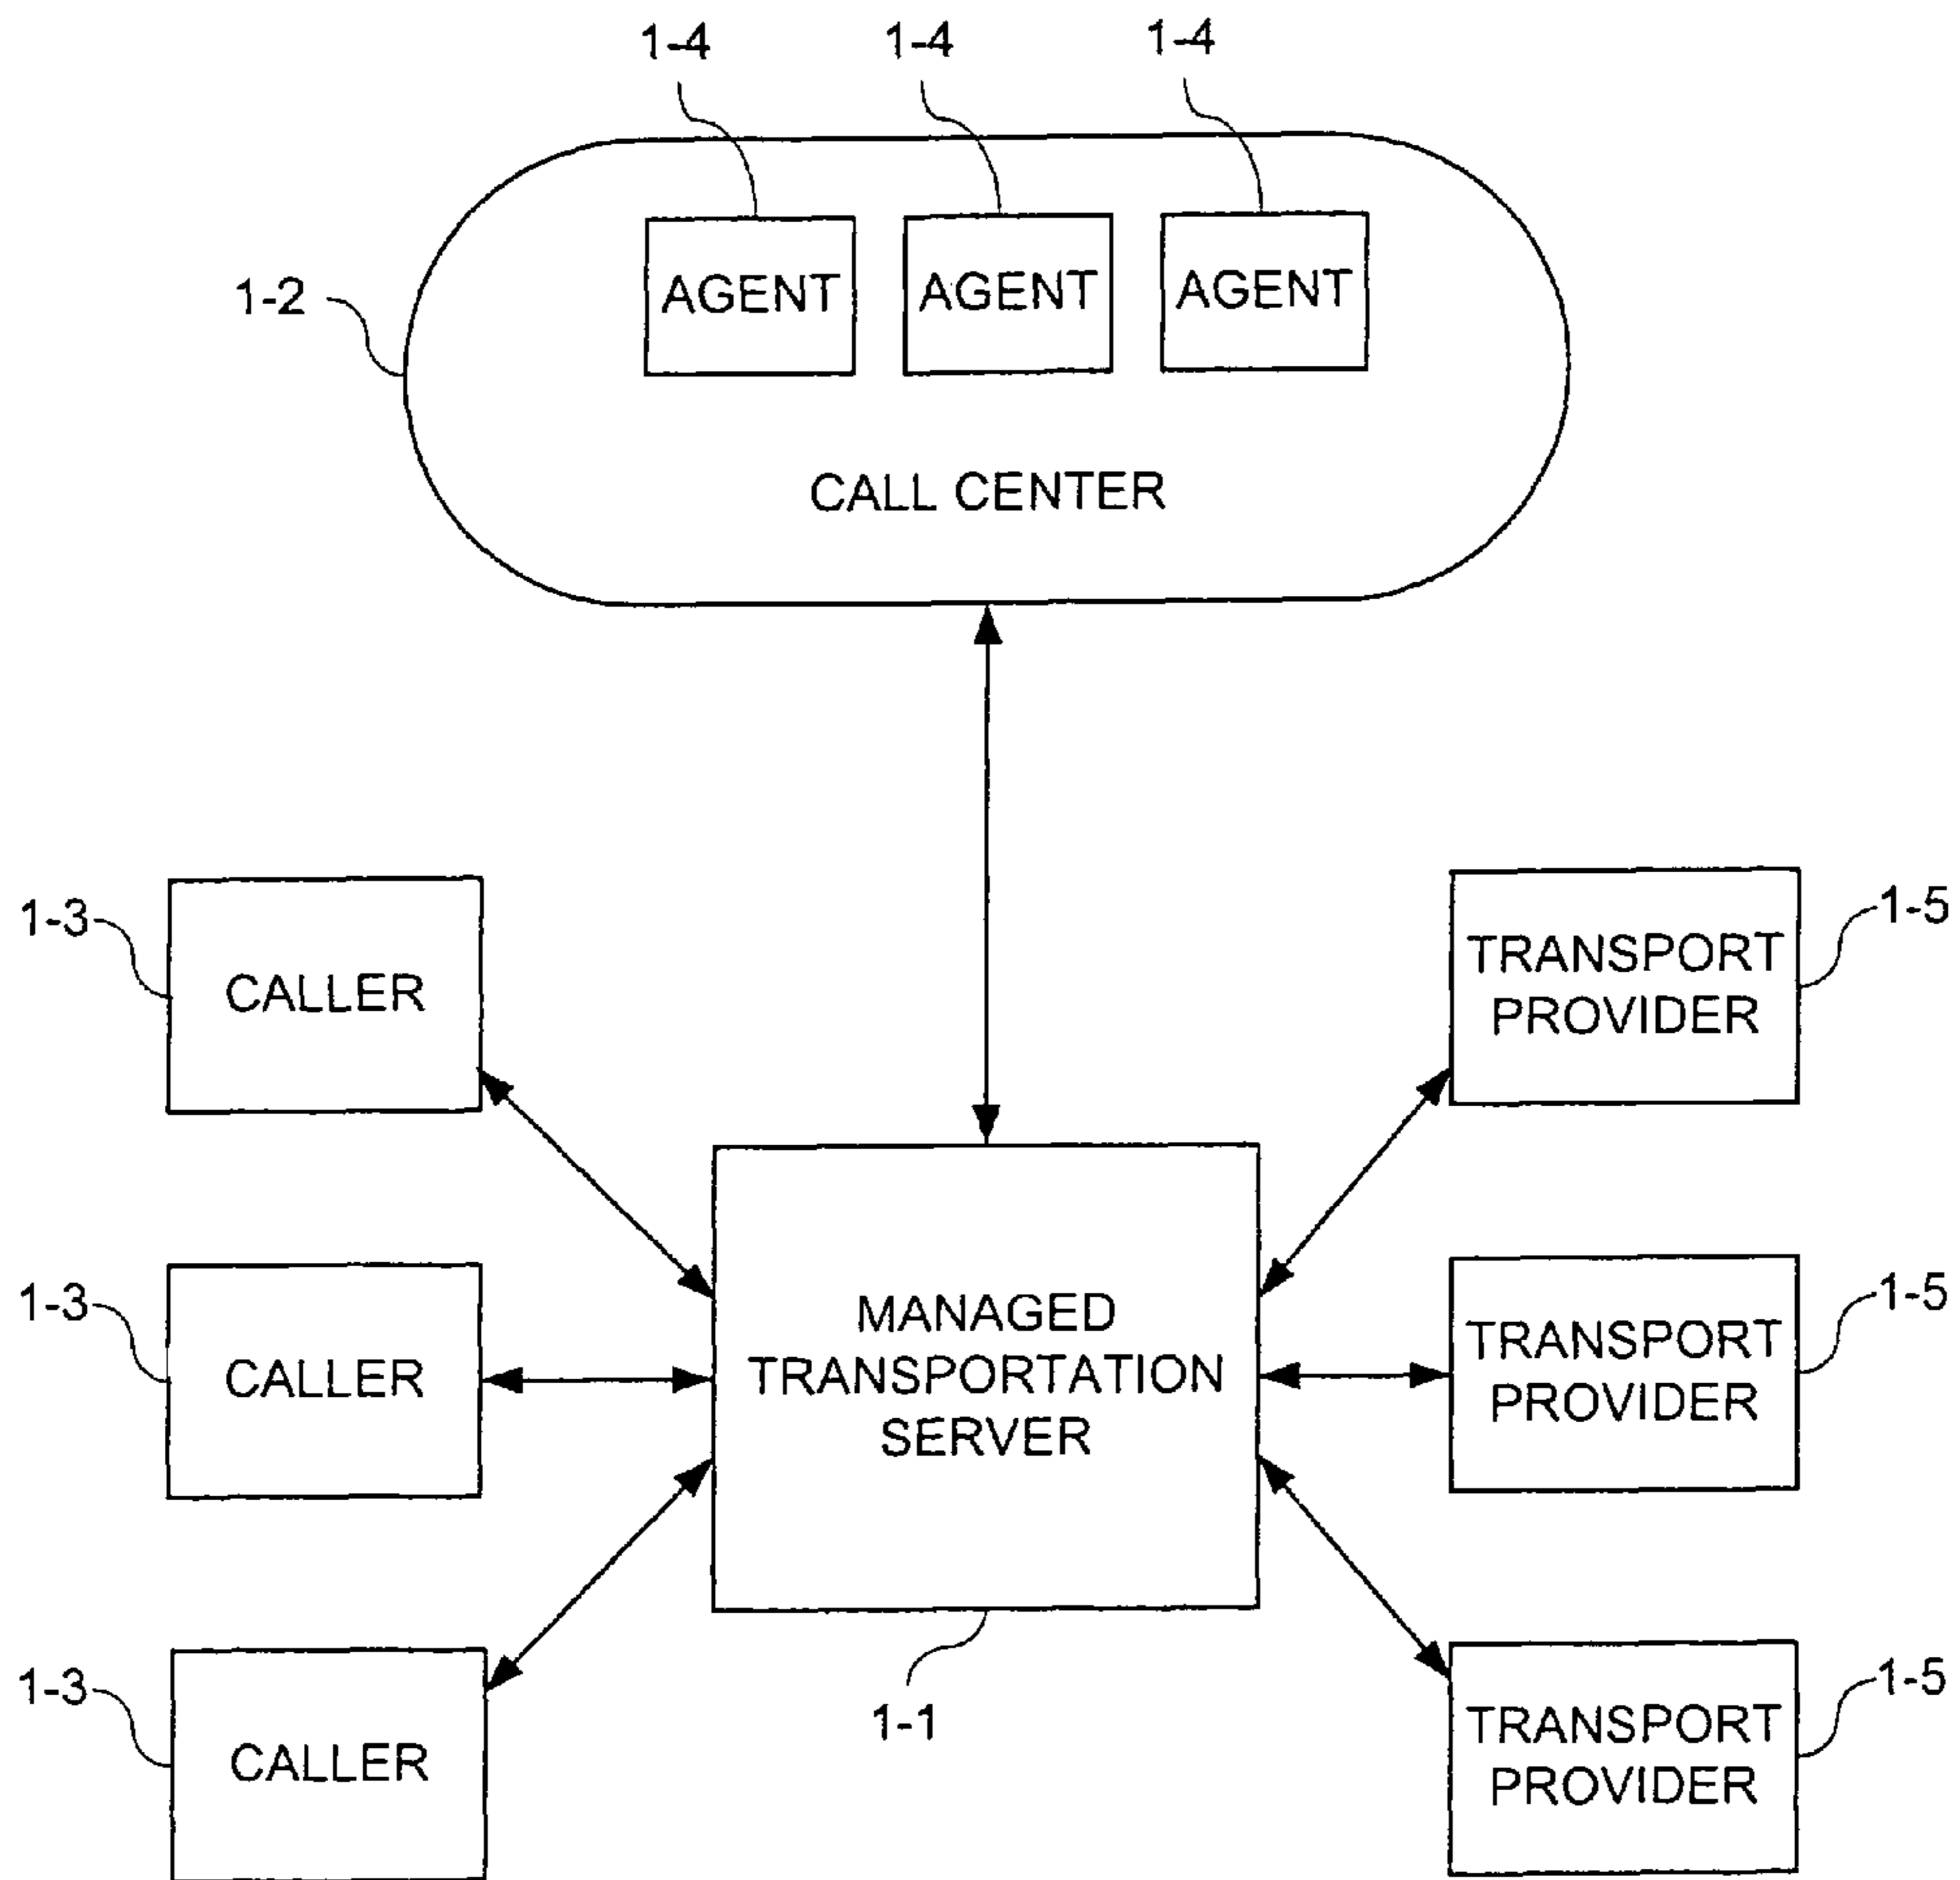 1-4 1-4 1-4
1-2
AGENT AGENT AGENT
CALL CENTER
1-3
CALLER
TRANSPORT
PROVIDER
1-5
1-3
CALLER
MANAGED
TRANSPORTATION
SERVER
TRANSPORT
PROVIDER
1-5
1-3
CALLER
1-1
TRANSPORT
PROVIDER
1-5